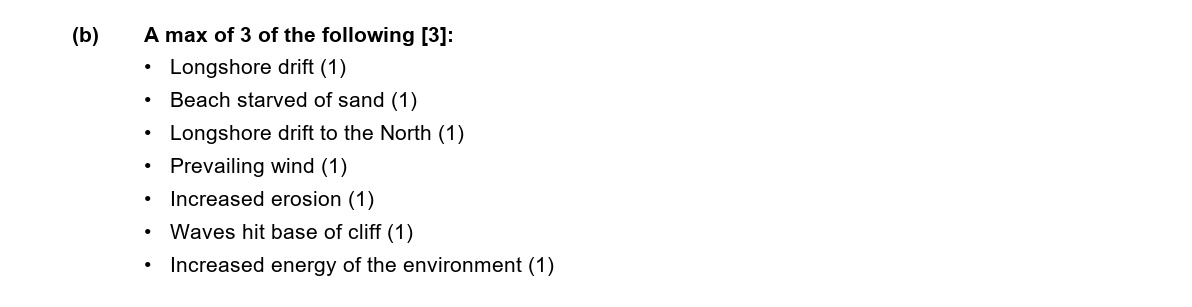 (b) A max of 3 of the following [3]:
• Longshore drift (1)
• Beach starved of sand (1)
• Longshore drift to the North (1)
• Prevailing wind (1)
• Increased erosion (1)
• Waves hit base of cliff (1)
• Increased energy of the environment (1)